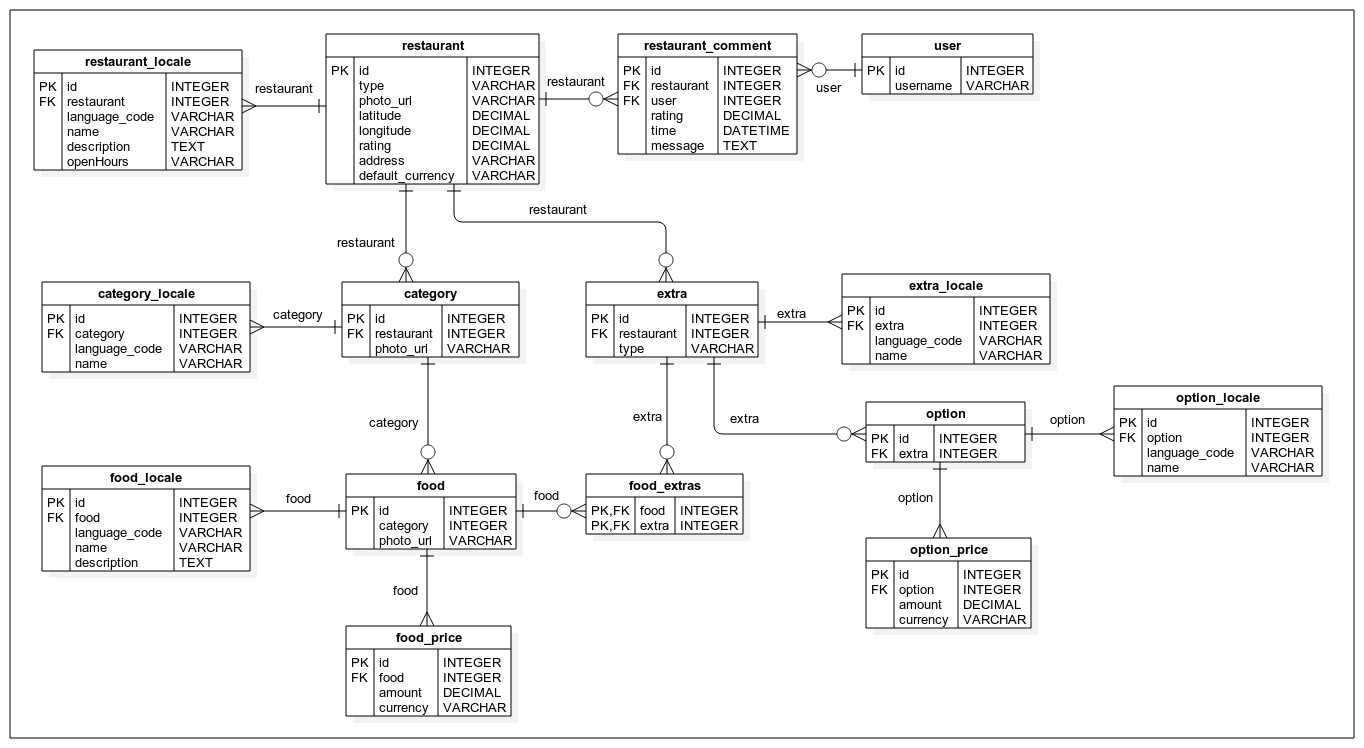 restaurant_locale
PK id INTEGER
FK restaurant INTEGER
language_code VARCHAR
name VARCHAR
description TEXT
openHours VARCHAR
restaurant
restaurant
PK id INTEGER
type VARCHAR
photo_url VARCHAR
latitude DECIMAL
longitude DECIMAL
rating DECIMAL
address VARCHAR
default_currency VARCHAR
restaurant
restaurant_comment
PK id INTEGER
FK restaurant INTEGER
FK user INTEGER
rating DECIMAL
time DATETIME
message TEXT
user
user
PK id INTEGER
username VARCHAR
restaurant
restaurant
category_locale
PK id INTEGER
FK category INTEGER
language_code VARCHAR
name VARCHAR
category
category
PK id INTEGER
FK restaurant INTEGER
photo_url VARCHAR
extra
PK id INTEGER
FK restaurant INTEGER
type VARCHAR
extra
extra_locale
PK id INTEGER
FK extra INTEGER
language_code VARCHAR
name VARCHAR
category
extra
extra
option
PK id INTEGER
FK extra INTEGER
option
option_locale
PK id INTEGER
FK option INTEGER
language_code VARCHAR
name VARCHAR
food_locale
PK id INTEGER
FK food INTEGER
language_code VARCHAR
name VARCHAR
description TEXT
food
food
PK id INTEGER
category INTEGER
photo_url VARCHAR
food
food_extras
PK,FK food INTEGER
PK,FK extra INTEGER
option
option_price
PK id INTEGER
FK option INTEGER
amount DECIMAL
currency VARCHAR
food
food_price
PK id INTEGER
FK food INTEGER
amount DECIMAL
currency VARCHAR